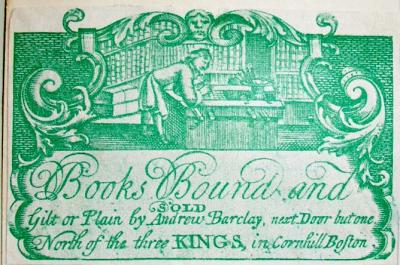 Books Bound and
SOLD
Gilt or Plain by Andrew Barclay, next Door but one
North of the three KINGS, in Cornhill Boston.